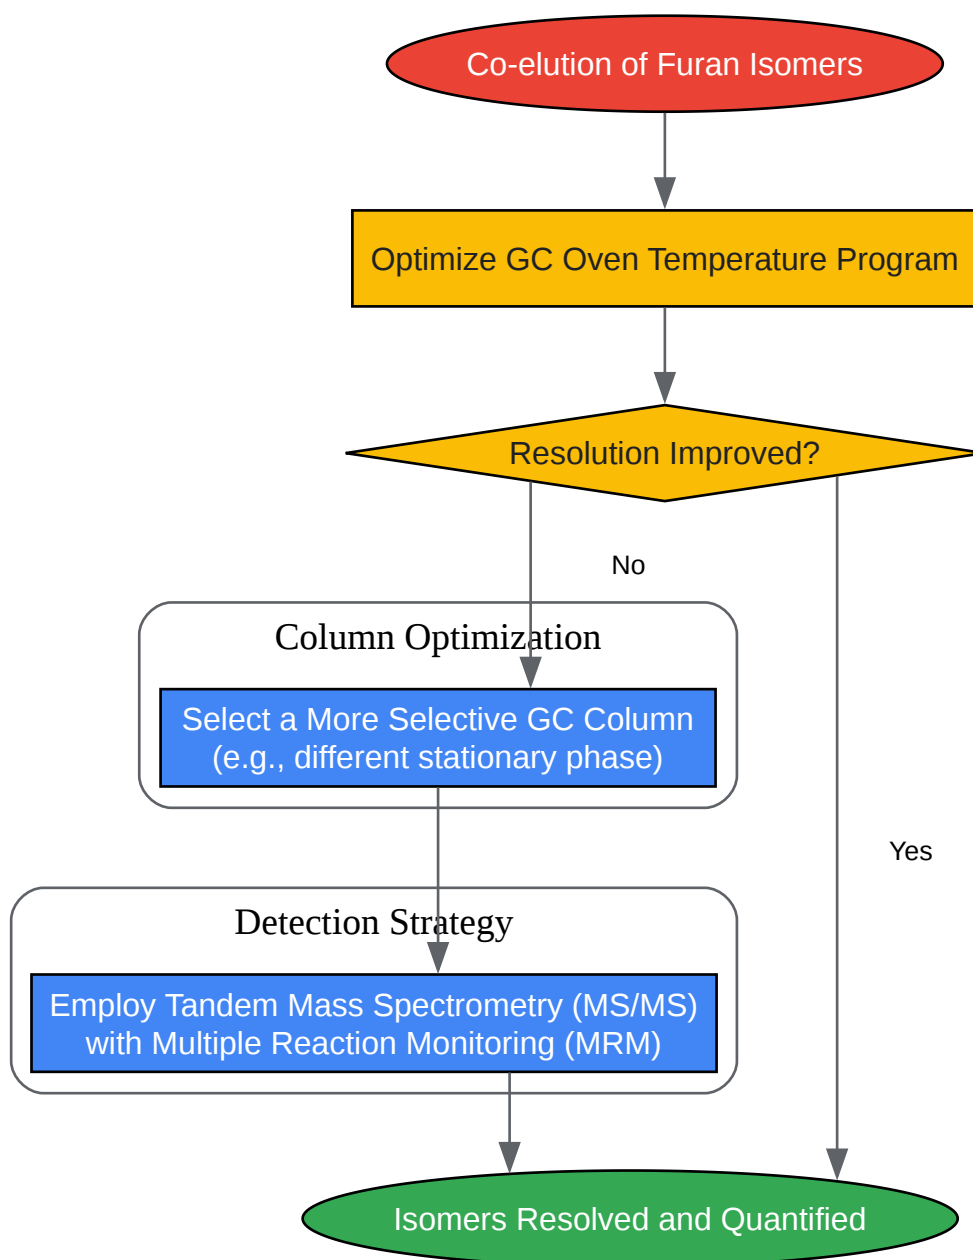 Co-elution of Furan Isomers
Optimize GC Oven Temperature Program
Resolution Improved?
No
Column Optimization
Select a More Selective GC Column
(e.g., different stationary phase)
Yes
Detection Strategy
Employ Tandem Mass Spectrometry (MS/MS)
with Multiple Reaction Monitoring (MRM)
Isomers Resolved and Quantified